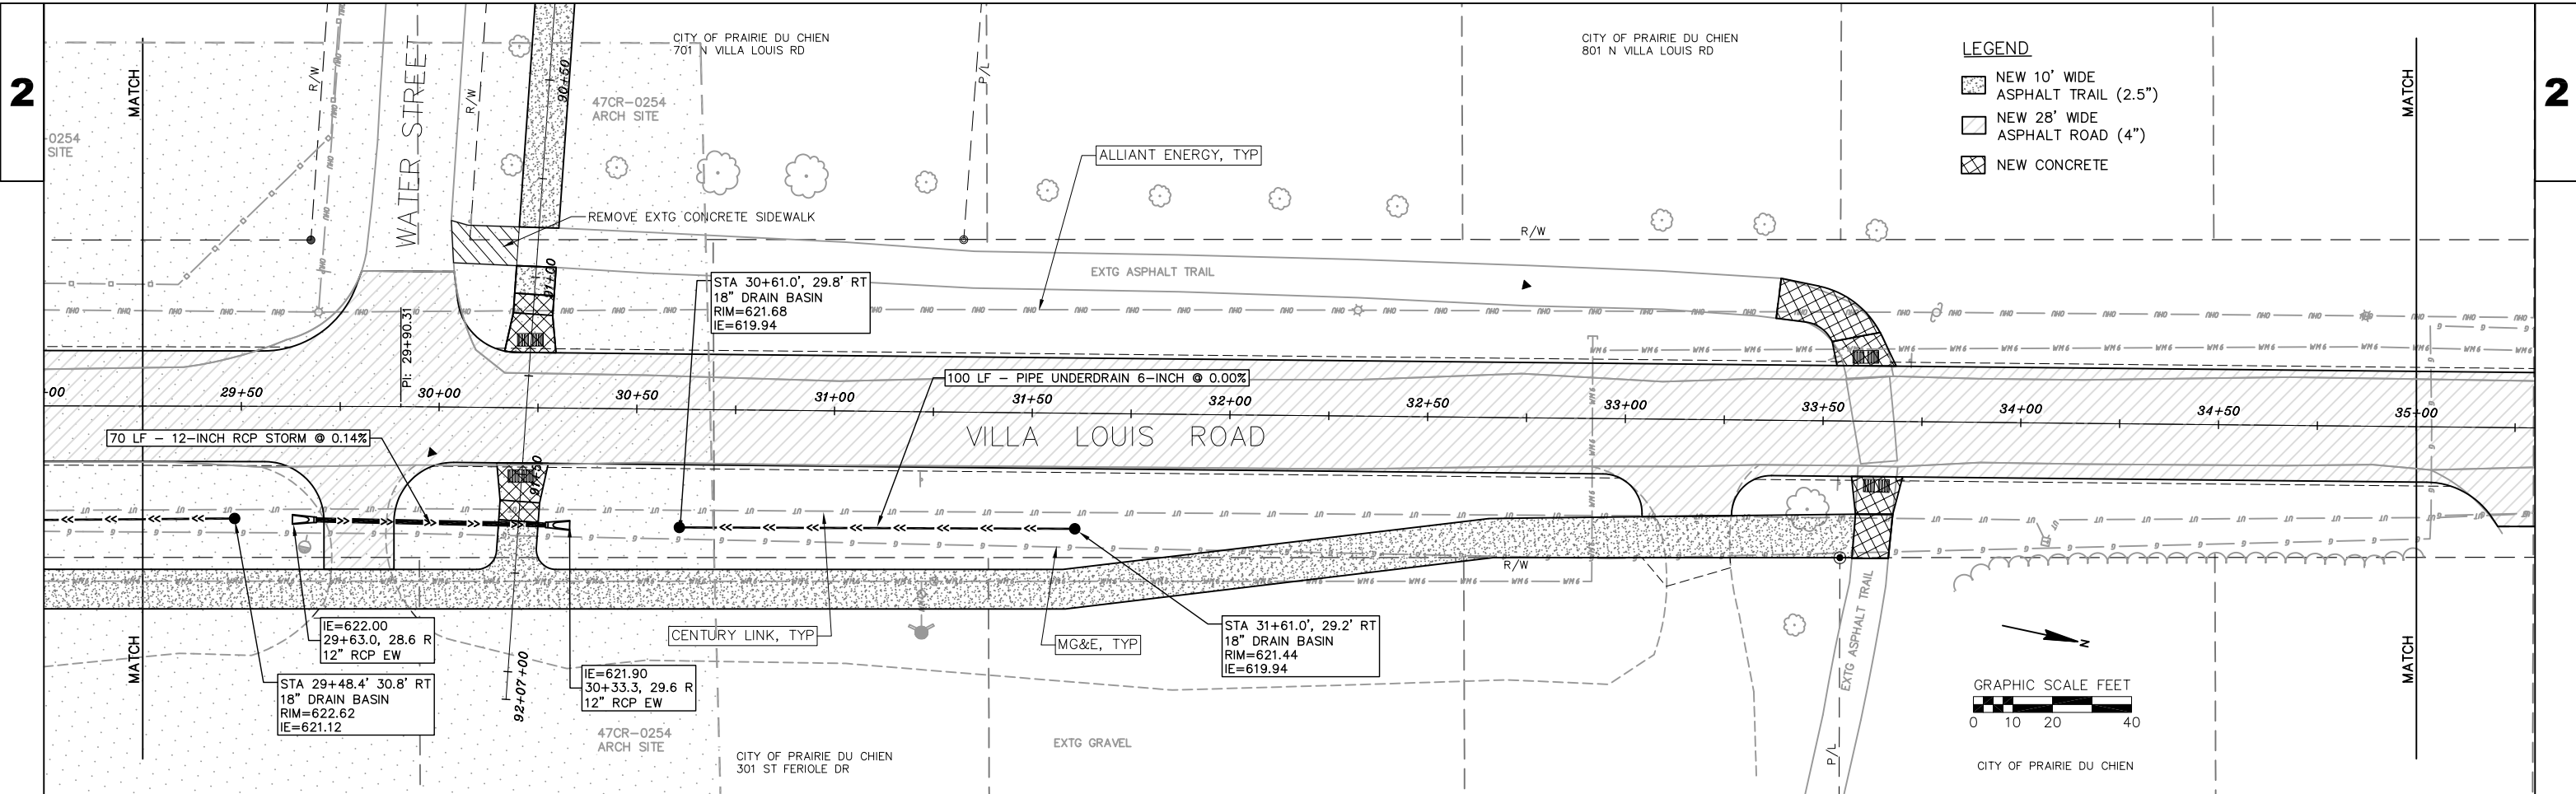 2
2
MATCH
MATCH
R/W
WATER STREET
R/W
90+50
CITY OF PRAIRIE DU CHIEN
701 N VILLA LOUIS RD
P/L
CITY OF PRAIRIE DU CHIEN
801 N VILLA LOUIS RD
LEGEND
NEW 10' WIDE
ASPHALT TRAIL (2.5")
NEW 28' WIDE
ASPHALT ROAD (4")
NEW CONCRETE
47CR-0254
ARCH SITE
0254
SITE
ALLIANT ENERGY, TYP
REMOVE EXTG CONCRETE SIDEWALK
R/W
EXTG ASPHALT TRAIL
91+00
STA 30+61.0', 29.8' RT
18" DRAIN BASIN
RIM=621.68
IE=619.94
PI: 29+90.31
100 LF - PIPE UNDERDRAIN 6-INCH @ 0.00%
+00
29+50
30+00
30+50
31+00
31+50
32+00
32+50
33+00
33+50
34+00
34+50
35+00
70 LF - 12-INCH RCP STORM @ 0.14%
VILLA LOUIS ROAD
91+50
R/W
EXTG ASPHALT TRAIL
IE=622.00
29+63.0, 28.6 R
12" RCP EW
CENTURY LINK, TYP
MG&E, TYP
STA 31+61.0', 29.2' RT
18" DRAIN BASIN
RIM=621.44
IE=619.94
N
MATCH
MATCH
STA 29+48.4' 30.8' RT
18" DRAIN BASIN
RIM=622.62
IE=621.12
IE=621.90
30+33.3, 29.6 R
12" RCP EW
92+07+00
GRAPHIC SCALE FEET
0 10 20 40
47CR-0254
ARCH SITE
EXTG GRAVEL
CITY OF PRAIRIE DU CHIEN
301 ST FERIOLE DR
P/L
CITY OF PRAIRIE DU CHIEN